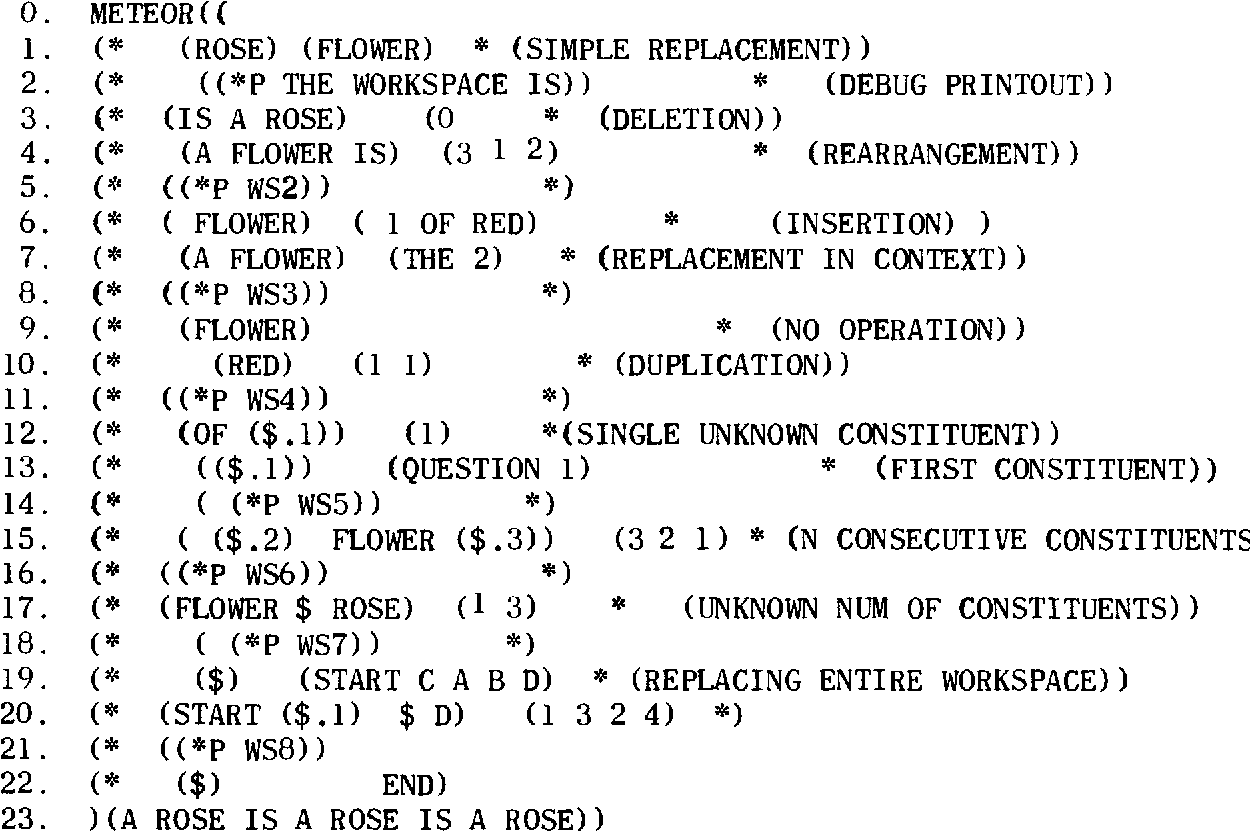 0. METEOR((
1. (* (ROSE) (FLOWER) * (SIMPLE REPLACEMENT))
2. (* ((*P THE WORKSPACE IS)) * (DEBUG PRINTOUT))
3. (* (IS A ROSE) (0 * (DELETION))
4. (* (A FLOWER IS) (3 1 2) * (REARRANGEMENT))
5. (* ((*P WS2)) *)
6. (* ( FLOWER) ( 1 OF RED) * (INSERTION) )
7. (* (A FLOWER) (THE 2) * (REPLACEMENT IN CONTEXT))
8. (* ((*P WS3)) *)
9. (* (FLOWER) * (NO OPERATION))
10. (* (RED) (1 1) * (DUPLICATION))
11. (* ((*P WS4)) *)
12. (* (OF ($.1)) (1) *(SINGLE UNKNOWN CONSTITUENT))
13. (* (($.1)) (QUESTION 1) * (FIRST CONSTITUENT))
14. (* ( (*P WS5)) *)
15. (* ( ($.2) FLOWER ($.3)) (3 2 1) * (N CONSECUTIVE CONSTITUENTS
16. (* ((*P WS6)) *)
17. (* (FLOWER $ ROSE) (1 3) * (UNKNOWN NUM OF CONSTITUENTS))
18. (* ( (*P WS7)) *)
19. (* ($) (START C A B D) * (REPLACING ENTIRE WORKSPACE))
20. (* (START ($.1) $ D) (1 3 2 4) *)
21. (* ((*P WS8))
22. (* ($) END)
23. )(A ROSE IS A ROSE IS A ROSE))